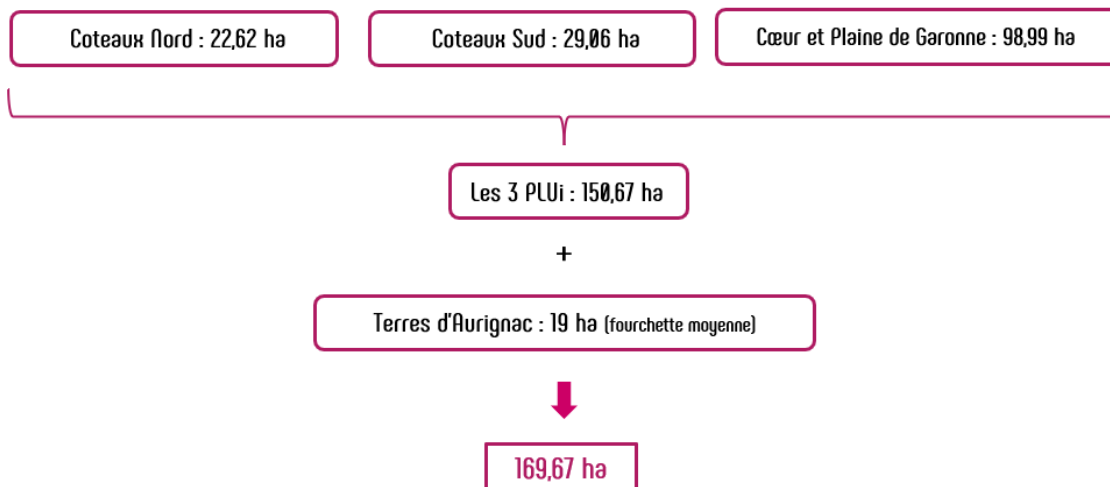 Coteaux Nord : 22,62 ha
Coteaux Sud : 29,06 ha
Cœur et Plaine de Garonne : 98,99 ha
Les 3 PLUi : 150,67 ha
+
Terres d'Aurignac : 19 ha (fourchette moyenne)
169,67 ha